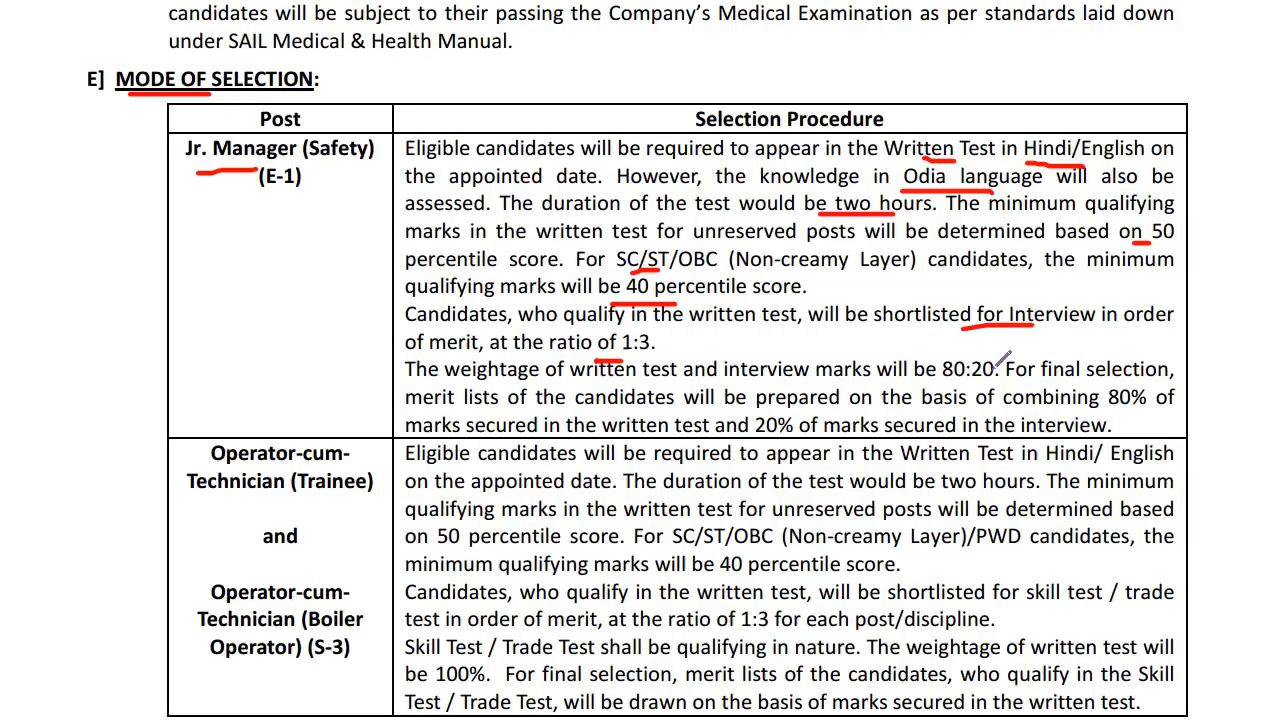 candidates will be subject to their passing the Company’s Medical Examination as per standards laid down
under SAIL Medical & Health Manual.
E] MODE OF SELECTION:
Post
Selection Procedure
Jr. Manager (Safety)
(E-1)
Eligible candidates will be required to appear in the Written Test in Hindi/English on
the appointed date. However, the knowledge in Odia language will also be
assessed. The duration of the test would be two hours. The minimum qualifying
marks in the written test for unreserved posts will be determined based on 50
percentile score. For SC/ST/OBC (Non-creamy Layer) candidates, the minimum
qualifying marks will be 40 percentile score.
Candidates, who qualify in the written test, will be shortlisted for Interview in order
of merit, at the ratio of 1:3.
The weightage of written test and interview marks will be 80:20. For final selection,
merit lists of the candidates will be prepared on the basis of combining 80% of
marks secured in the written test and 20% of marks secured in the interview.
Operator-cum-
Technician (Trainee)
and
Operator-cum-
Technician (Boiler
Operator) (S-3)
Eligible candidates will be required to appear in the Written Test in Hindi/ English
on the appointed date. The duration of the test would be two hours. The minimum
qualifying marks in the written test for unreserved posts will be determined based
on 50 percentile score. For SC/ST/OBC (Non-creamy Layer)/PWD candidates, the
minimum qualifying marks will be 40 percentile score.
Candidates, who qualify in the written test, will be shortlisted for skill test / trade
test in order of merit, at the ratio of 1:3 for each post/discipline.
Skill Test / Trade Test shall be qualifying in nature. The weightage of written test will
be 100%.  For final selection, merit lists of the candidates, who qualify in the Skill
Test / Trade Test, will be drawn on the basis of marks secured in the written test.